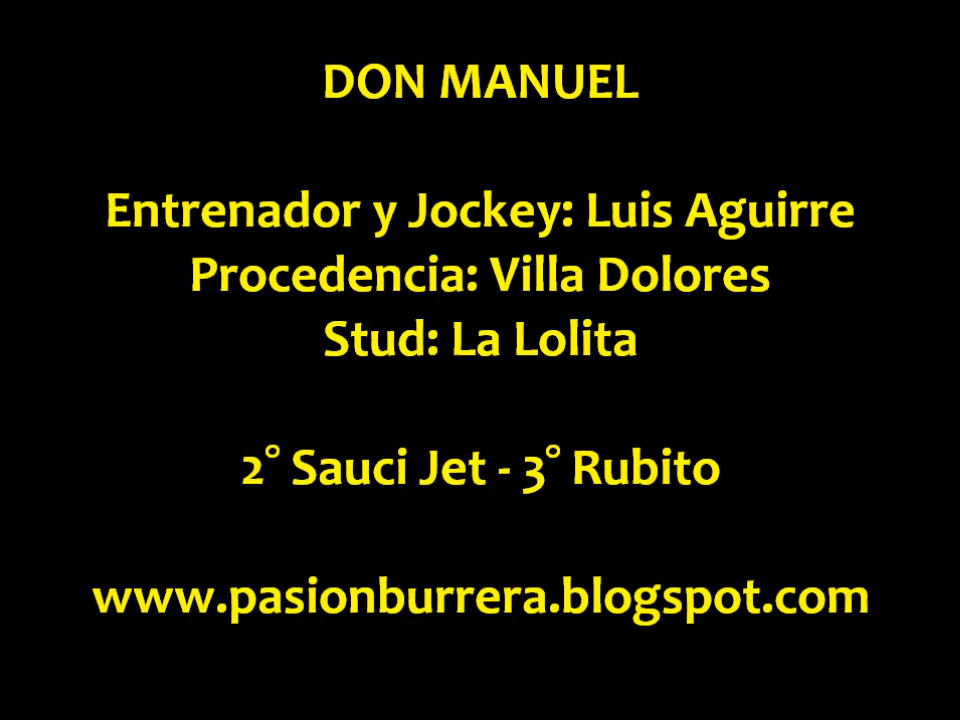 DON MANUEL
Entrenador y Jockey: Luis Aguirre
Procedencia: Villa Dolores
Stud: La Lolita
2° Sauci Jet - 3° Rubito
www.pasionburrera.blogspot.com